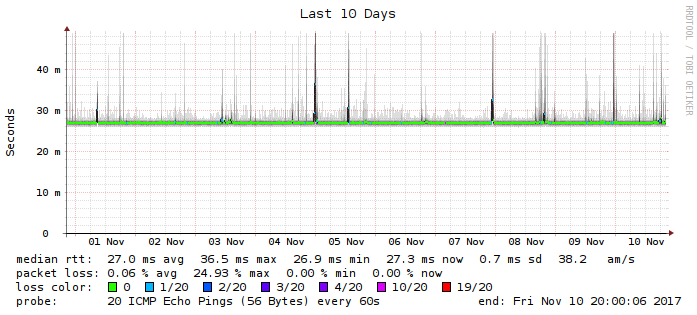 Last 10 Days
RRDTOOL / TOBI OETIKER
Seconds
40 m
30 m
20 m
10 m
0
01 Nov 02 Nov 03 Nov 04 Nov 05 Nov 06 Nov 07 Nov 08 Nov 09 Nov 10 Nov
median rtt: 27.0 ms avg 36.5 ms max 26.9 ms min 27.3 ms now 0.7 ms sd 38.2 am/s
packet loss: 0.06 % avg 24.93 % max 0.00 % min 0.00 % now
loss color: 0 1/20 2/20 3/20 4/20 10/20 19/20
probe: 20 ICMP Echo Pings (56 Bytes) every 60s end: Fri Nov 10 20:00:06 2017